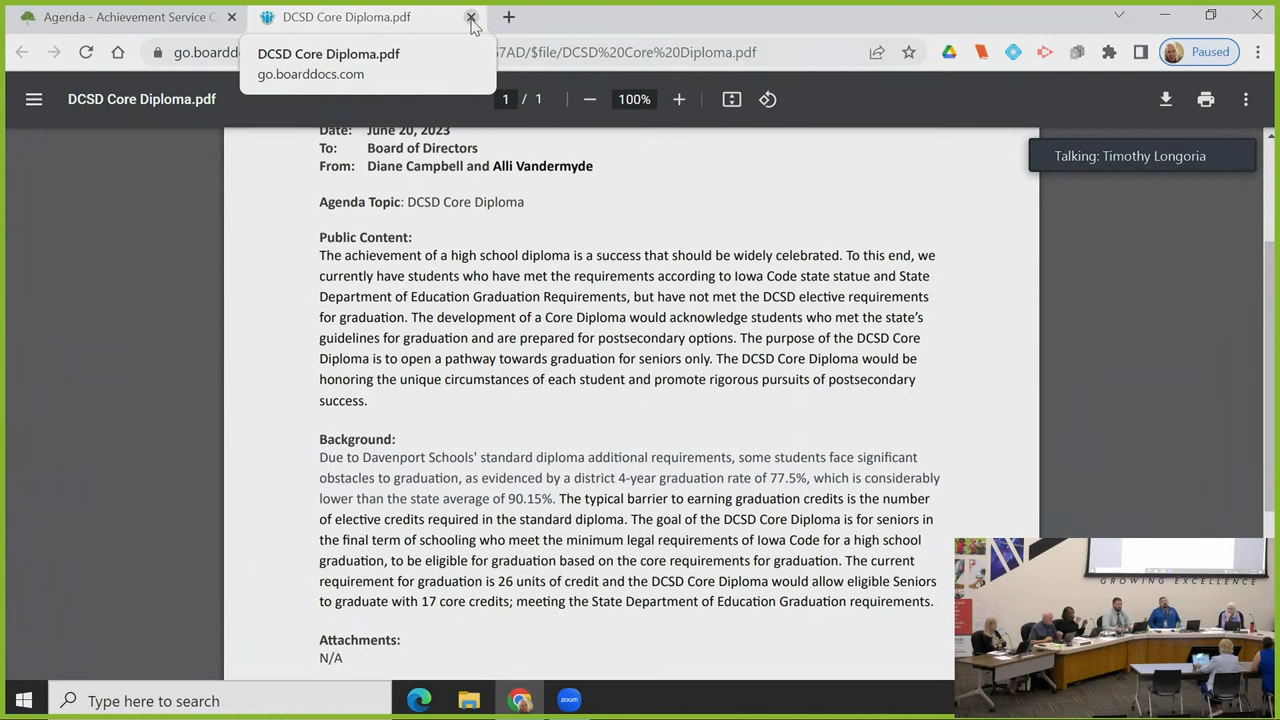 Agenda - Achievement Service C
DCSD Core Diploma.pdf
go.boardd
DCSD Core Diploma.pdf
go.boarddocs.com
7AD/$file/DCSD%20Core%20Diploma.pdf
Paused
DCSD Core Diploma.pdf
1 / 1
100%
Talking: Timothy Longoria
Date: June 20, 2023
To: Board of Directors
From: Diane Campbell and Alli Vandermyde
Agenda Topic: DCSD Core Diploma
Public Content:
The achievement of a high school diploma is a success that should be widely celebrated. To this end, we
currently have students who have met the requirements according to Iowa Code state statue and State
Department of Education Graduation Requirements, but have not met the DCSD elective requirements
for graduation. The development of a Core Diploma would acknowledge students who met the state's
guidelines for graduation and are prepared for postsecondary options. The purpose of the DCSD Core
Diploma is to open a pathway towards graduation for seniors only. The DCSD Core Diploma would be
honoring the unique circumstances of each student and promote rigorous pursuits of postsecondary
success.
Background:
Due to Davenport Schools' standard diploma additional requirements, some students face significant
obstacles to graduation, as evidenced by a district 4-year graduation rate of 77.5%, which is considerably
lower than the state average of 90.15%. The typical barrier to earning graduation credits is the number
of elective credits required in the standard diploma. The goal of the DCSD Core Diploma is for seniors in
the final term of schooling who meet the minimum legal requirements of Iowa Code for a high school
graduation, to be eligible for graduation based on the core requirements for graduation. The current
requirement for graduation is 26 units of credit and the DCSD Core Diploma would allow eligible Seniors
to graduate with 17 core credits; meeting the State Department of Education Graduation requirements.
Attachments:
N/A
GROWING EXCELLENCE
Type here to search
zoom